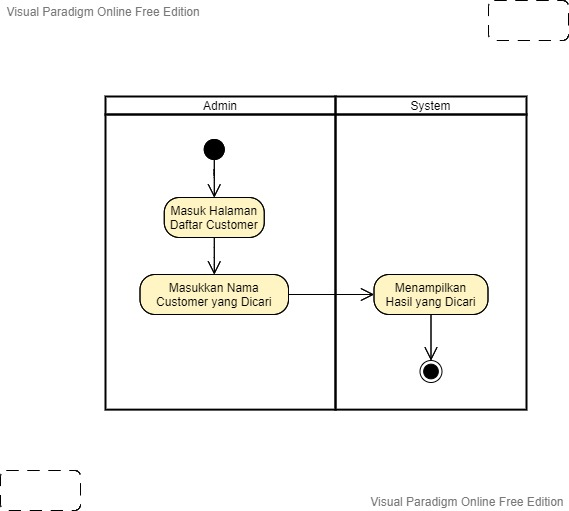 Visual Paradigm Online Free Edition
Admin
System
Masuk Halaman
Daftar Customer
Masukkan Nama
Customer yang Dicari
Menampilkan
Hasil yang Dicari
Visual Paradigm Online Free Edition